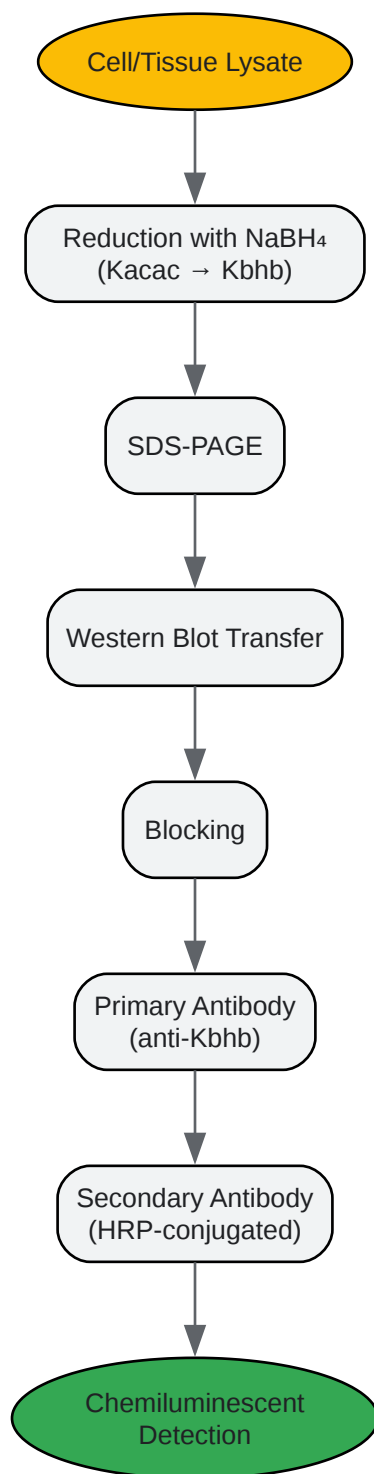 Cell/Tissue Lysate
Reduction with NaBH₄
(Kacac → Kbhb)
SDS-PAGE
Western Blot Transfer
Blocking
Primary Antibody
(anti-Kbhb)
Secondary Antibody
(HRP-conjugated)
Chemiluminescent
Detection